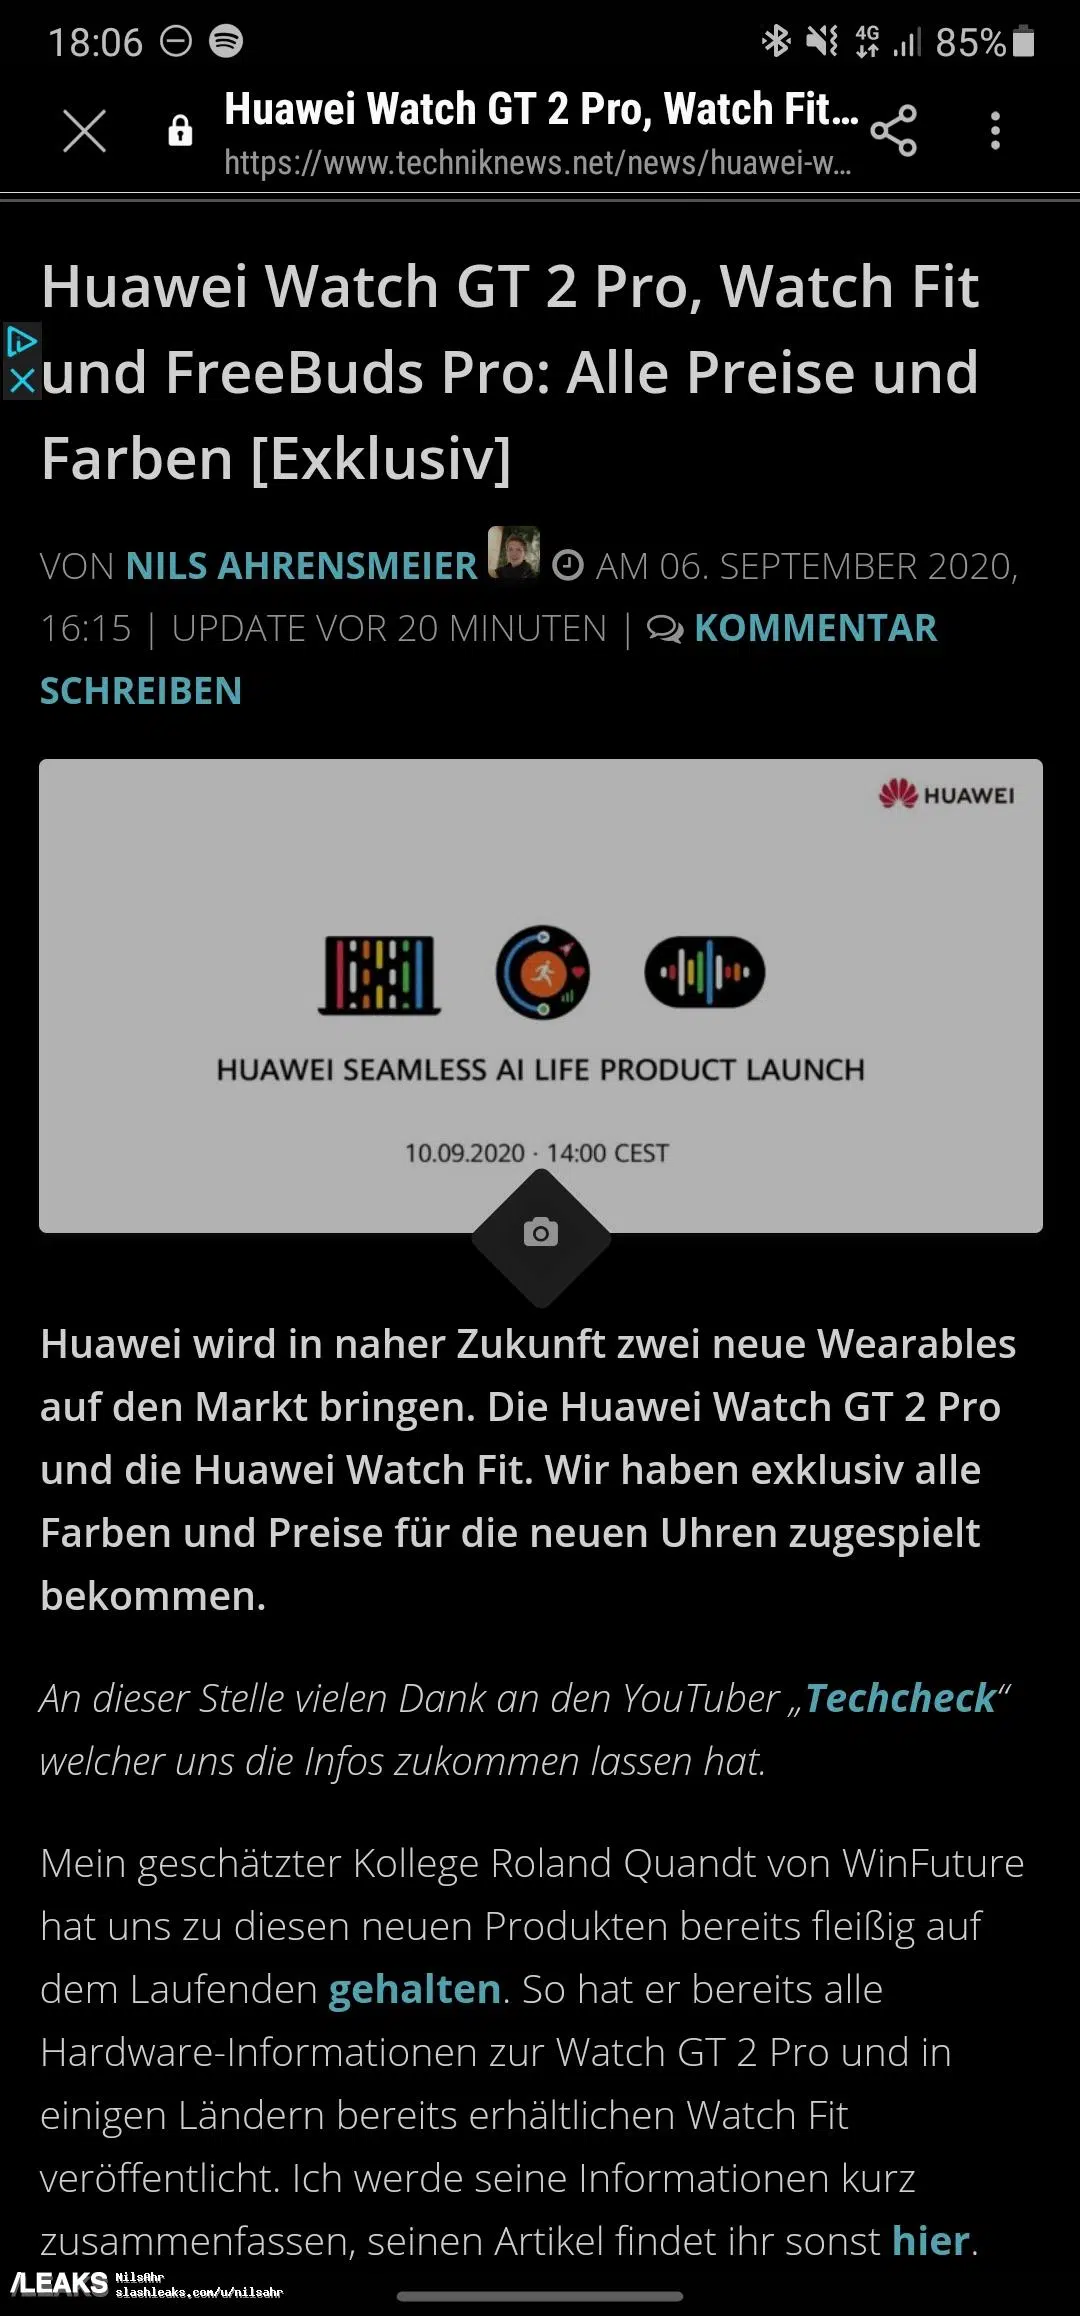 18:06
4G
85%
Huawei Watch GT 2 Pro, Watch Fit...
https://www.techniknews.net/news/huawei-w...
Huawei Watch GT 2 Pro, Watch Fit
und FreeBuds Pro: Alle Preise und
Farben [Exklusiv]
VON NILS AHRENSMEIER AM 06. SEPTEMBER 2020,
16:15 | UPDATE VOR 20 MINUTEN | KOMMENTAR
SCHREIBEN
HUAWEI
HUAWEI SEAMLESS AI LIFE PRODUCT LAUNCH
10.09.2020 · 14:00 CEST
Huawei wird in naher Zukunft zwei neue Wearables
auf den Markt bringen. Die Huawei Watch GT 2 Pro
und die Huawei Watch Fit. Wir haben exklusiv alle
Farben und Preise für die neuen Uhren zugespielt
bekommen.
An dieser Stelle vielen Dank an den YouTuber „Techcheck“
welcher uns die Infos zukommen lassen hat.
Mein geschätzter Kollege Roland Quandt von WinFuture
hat uns zu diesen neuen Produkten bereits fleißig auf
dem Laufenden gehalten. So hat er bereits alle
Hardware-Informationen zur Watch GT 2 Pro und in
einigen Ländern bereits erhältlichen Watch Fit
veröffentlicht. Ich werde seine Informationen kurz
zusammenfassen, seinen Artikel findet ihr sonst hier.
/LEAKS
NilsAhr
slashleaks.com/u/nilsahr